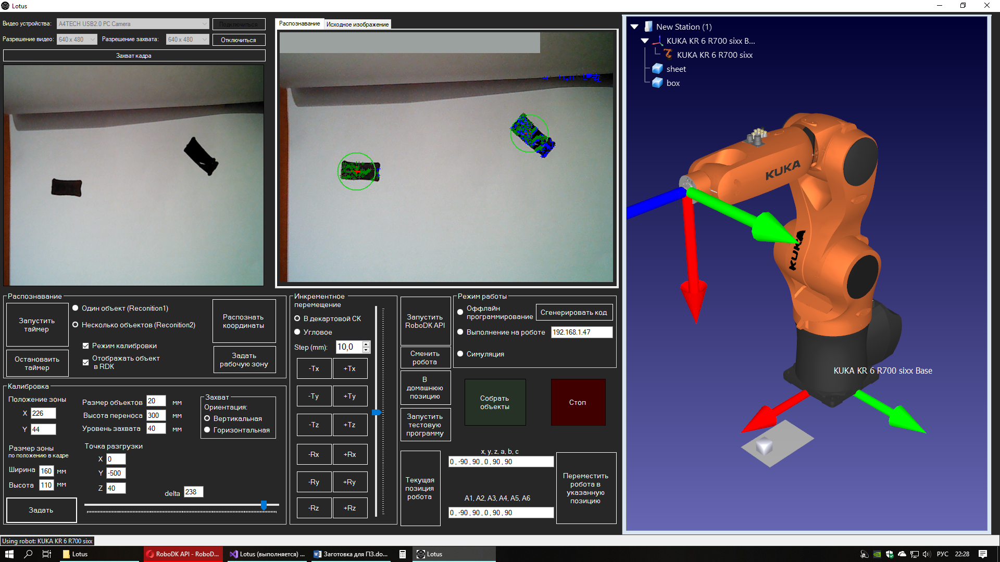 Lotus
Видео устройства:
A4TECH USB2.0 PC Camera
Подключиться
Разрешение видео:
640 x 480
Разрешение захвата:
640 x 480
Отключиться
Захват кадра
Распознавание
Исходное изображение
New Station (1)
KUKA KR 6 R700 sixx B...
KUKA KR 6 R700 sixx
sheet
box
KUKA
KUKA
KUKA KR 6 R700 sixx Base
Распознавание
Запустить
таймер
Остановаить
таймер
Один объект (Reconition1)
Несколько объектов (Reconition2)
Режим калибровки
Отображать объект
в RDK
Распознать
координаты
Задать
рабочую зону
Калибровка
Положение зоны
X 226
Y 44
Размер зоны
по положению в кадре
Ширина 160 мм
Высота 110 мм
Задать
Размер объектов 20 мм
Высота переноса 300 мм
Уровень захвата 40 мм
Точка разгрузки
X 0
Y -500
Z 40
delta 238
Захват
Ориентация:
Вертикальная
Горизонтальная
Инкрементное
перемещение
В декартовой СК
Угловое
Step (mm): 10,0
-Tx +Tx
-Ty +Ty
-Tz +Tz
-Rx +Rx
-Ry +Ry
-Rz +Rz
Запустить
RoboDK API
Сменить
робота
В
домашнюю
позицию
Запустить
тестовую
программу
Текущая
позиция
робота
Режим работы
Оффлайн
программирование
Сгенерировать код
Выполнение на роботе
192.168.1.47
Симуляция
Собрать
объекты
Стоп
x, y, z, a, b, c
0 , -90 , 90 , 0 , 90 , 90
A1, A2, A3, A4, A5, A6
0 , -90 , 90 , 0 , 90 , 90
Переместить
робота в
указанную
позицию
Using robot: KUKA KR 6 R700 sixx
Lotus
RoboDK API - RoboD...
Lotus (выполняется) ...
Заготовка для ПЗ.do...
Lotus
РУС
22:28